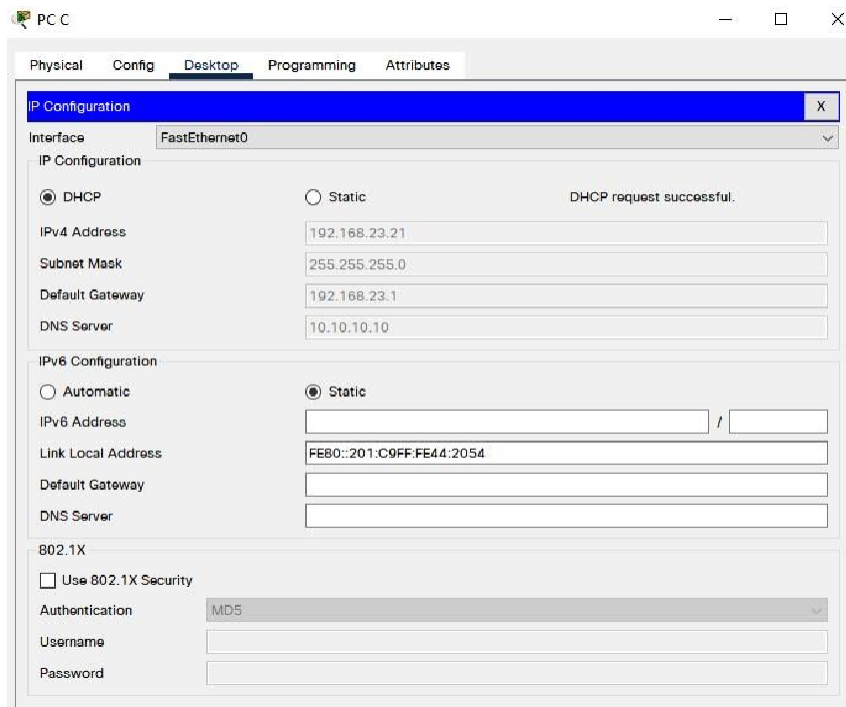 PC C
Physical Config Desktop Programming Attributes
IP Configuration X
Interface FastEthernet0
IP Configuration
DHCP Static DHCP request successful.
IPv4 Address 192.168.23.21
Subnet Mask 255.255.255.0
Default Gateway 192.168.23.1
DNS Server 10.10.10.10
IPv6 Configuration
Automatic Static
IPv6 Address /
Link Local Address FE80::201:C9FF:FE44:2054
Default Gateway
DNS Server
802.1X
Use 802.1X Security
Authentication MD5
Username
Password